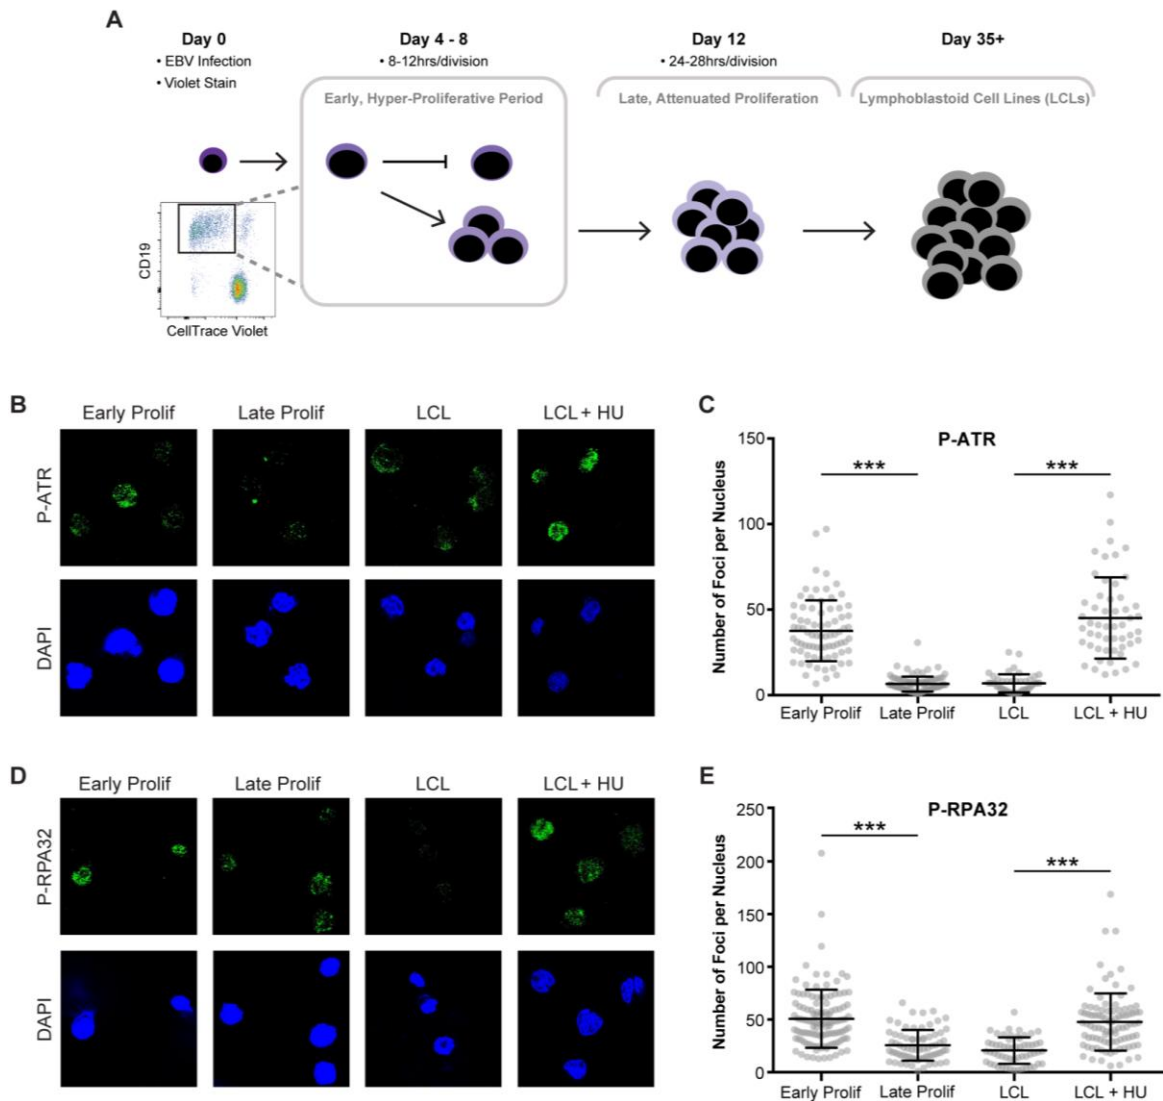 A
Day 0
• EBV Infection
• Violet Stain
Day 4 - 8
• 8-12hrs/division
Day 12
• 24-28hrs/division
Day 35+
Early, Hyper-Proliferative Period
Late, Attenuated Proliferation
Lymphoblastoid Cell Lines (LCLs)
CD19
CellTrace Violet
B
Early Prolif
Late Prolif
LCL
LCL + HU
P-ATR
DAPI
C
P-ATR
Number of Foci per Nucleus
150
100
50
0
***
***
Early Prolif
Late Prolif
LCL
LCL + HU
D
Early Prolif
Late Prolif
LCL
LCL + HU
P-RPA32
DAPI
E
P-RPA32
Number of Foci per Nucleus
250
200
150
100
50
0
***
***
Early Prolif
Late Prolif
LCL
LCL + HU